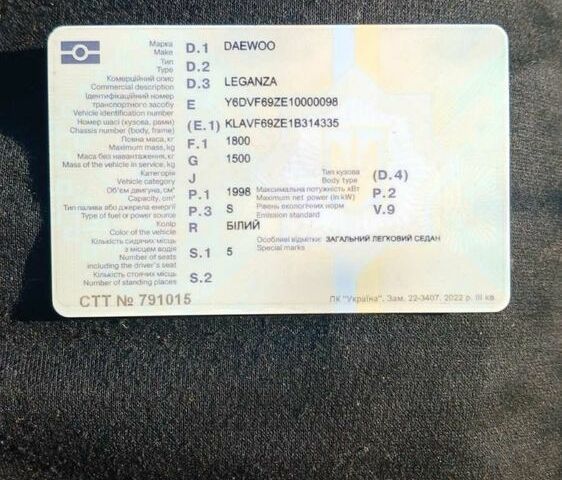 Марка
Make D.1 DAEWOO
Тип
Type D.2
Комерційний опис
Commercial description D.3 LEGANZA
Ідентифікаційний номер
транспортного засобу
Vehicle identification number E Y6DVF69ZE10000098
Номер шасі (кузова, рами)
Chassis number (body, frame) (E.1) KLAVF69ZE1B314335
Повна маса, кг
Maximum mass, kg F.1 1800
Маса без навантаження, кг
Mass of the vehicle in service, kg G 1500
Категорія
Vehicle category J
Тип кузова
Body type (D.4)
Об'єм двигуна, см³
Capacity, cm³ P.1 1998
Максимальна потужність кВт
Maximum net power (in kW) P.2
Тип палива або джерела енергії
Type of fuel or power source P.3 S
Рівень екологічних норм
Emission standard V.9
Колір
Color of the vehicle R БІЛИЙ
Кількість сидячих місць
з місцем водія
Number of seats
including the driver's seat S.1 5
Особливі відмітки: ЗАГАЛЬНИЙ ЛЕГКОВИЙ СЕДАН
Special marks
Кількість стоячих місць
Number of standing places S.2
СТТ № 791015
ПК "Україна". Зам. 22-3407. 2022 р. III кв.